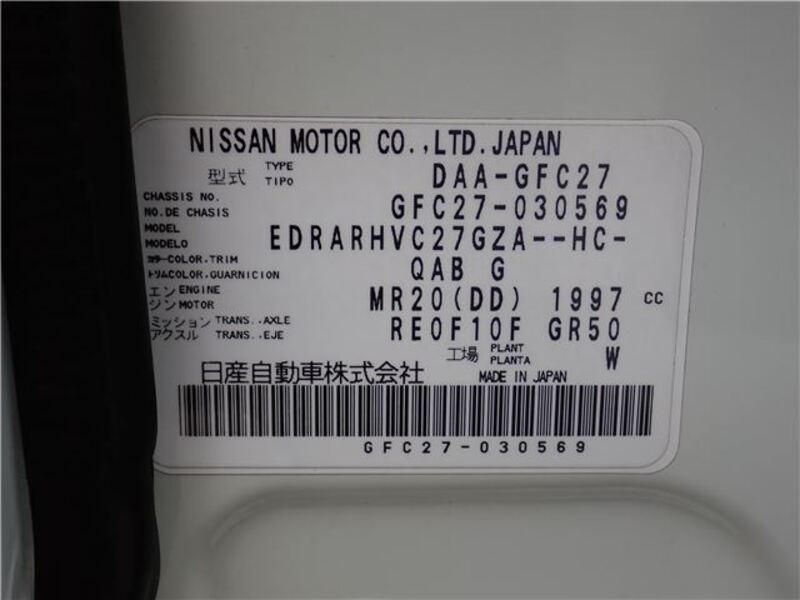 NISSAN MOTOR CO.,LTD.JAPAN
型式 TYPE TIPO DAA-GFC27
CHASSIS NO. NO.DE CHASIS GFC27-030569
MODEL MODELO EDRARHVC27GZA--HC-
カラーCOLOR,TRIM トリムCOLOR,GUARNICION QAB G
エンジン ENGINE MOTOR MR20(DD) 1997 CC
ミッション TRANS.,AXLE アクスル TRANS.,EJE RE0F10F GR50
工場 PLANT PLANTA W
日産自動車株式会社 MADE IN JAPAN
GFC27-030569